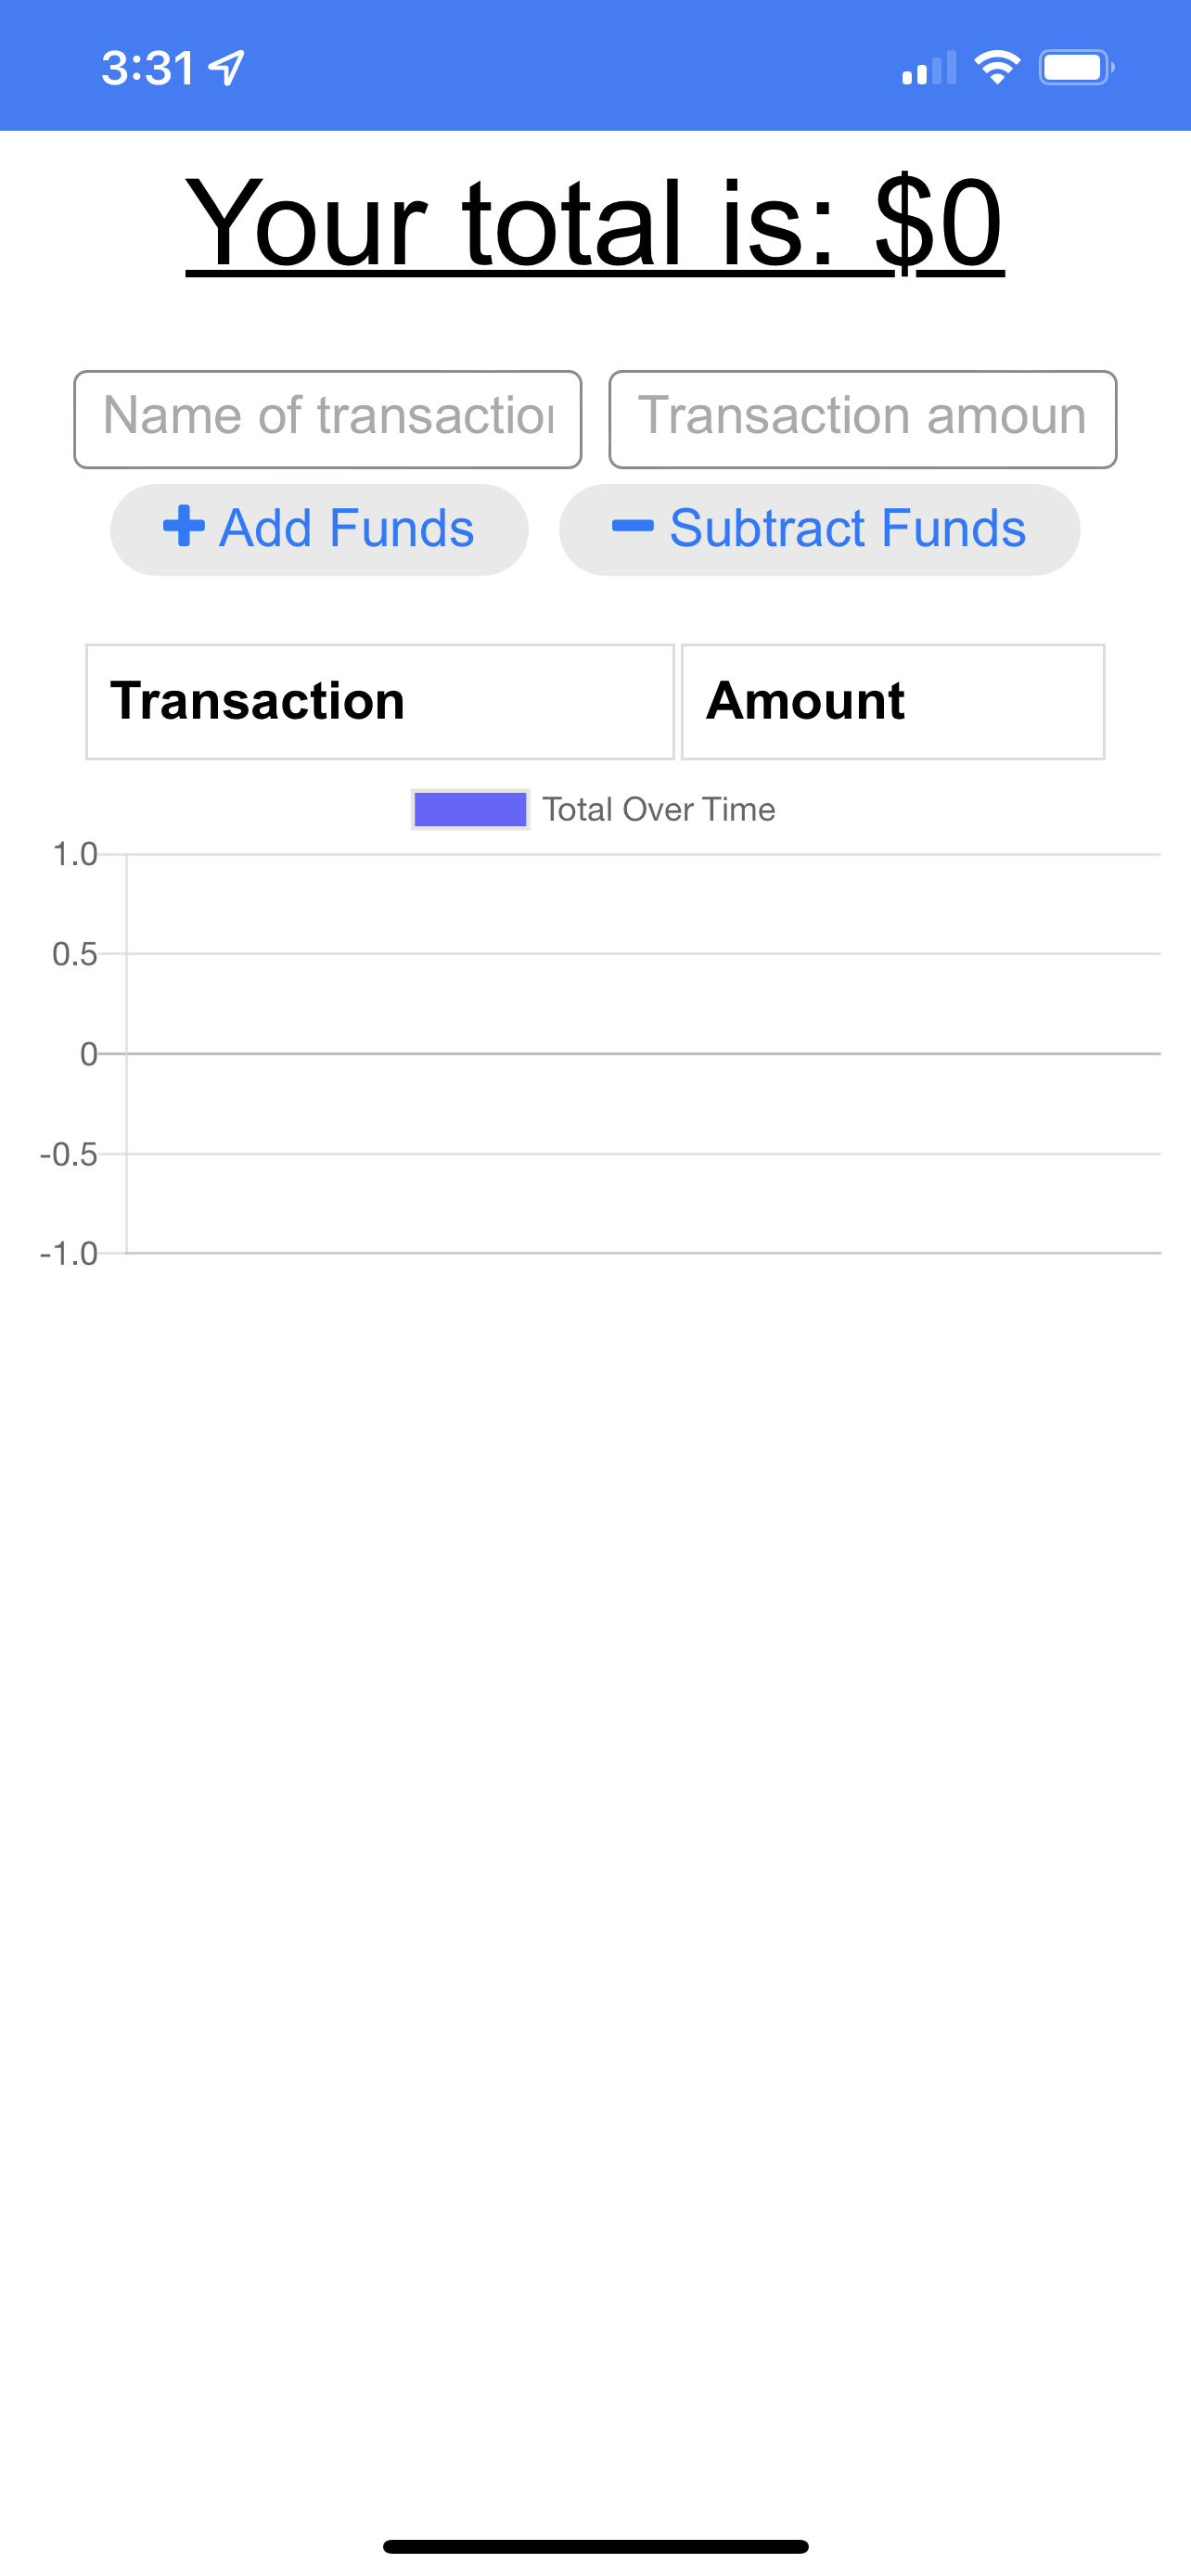 3:31
Your total is: $0
Name of transactio
Transaction amoun
Add Funds
Subtract Funds
Transaction
Amount
Total Over Time
1.0
0.5
0
-0.5
-1.0